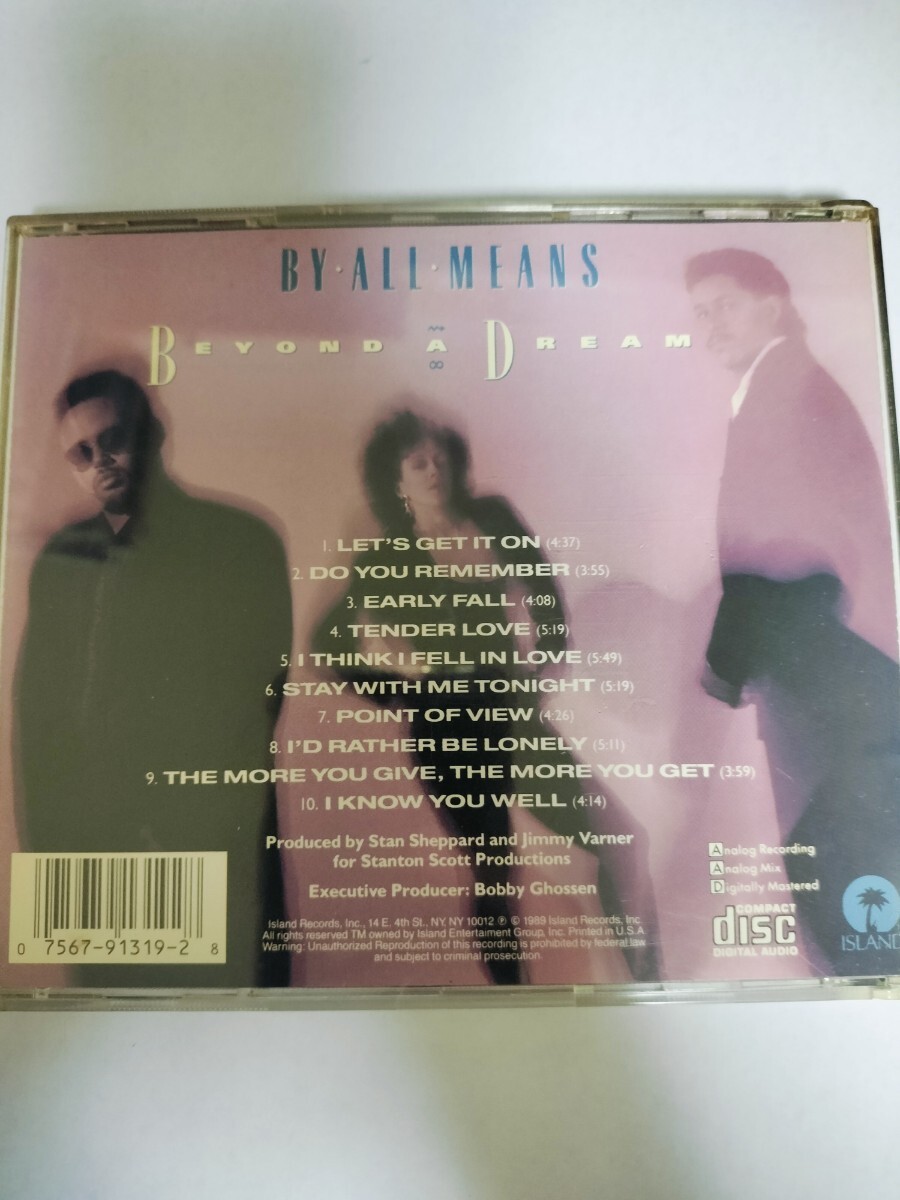 BY·ALL·MEANS
BEYOND A DREAM
∞
1. LET'S GET IT ON (4:37)
2. DO YOU REMEMBER (3:55)
3. EARLY FALL (4:08)
4. TENDER LOVE (5:19)
5. I THINK I FELL IN LOVE (5:49)
6. STAY WITH ME TONIGHT (5:19)
7. POINT OF VIEW (4:26)
8. I'D RATHER BE LONELY (5:11)
9. THE MORE YOU GIVE, THE MORE YOU GET (3:59)
10. I KNOW YOU WELL (4:14)
Produced by Stan Sheppard and Jimmy Varner
for Stanton Scott Productions
Executive Producer: Bobby Ghossen
Island Records, Inc., 14 E. 4th St., NY, NY 10012 ℗ © 1989 Island Records, Inc.
All rights reserved TM owned by Island Entertaiment Group, Inc. Printed in U.S.A
Warning: Unauthorized Reproduction of this recording is prohibited by federal law
and subject to criminal prosecution.
0 7567-91319-2 8
Analog Recording
Analog Mix
Digitally Mastered
COMPACT
disc
DIGITAL AUDIO
ISLAND